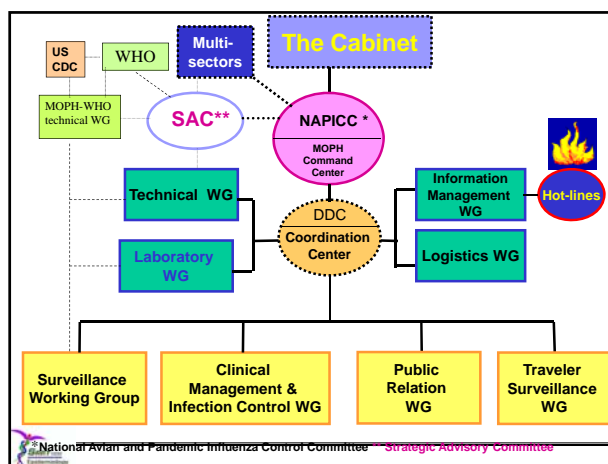 The Cabinet
Multi-
sectors
US
CDC
WHO
MOPH-WHO
technical WG
SAC**
NAPICC *
MOPH
Command
Center
Technical WG
Information
Management
WG
Hot-lines
DDC
Coordination
Center
Laboratory
WG
Logistics WG
Surveillance
Working Group
Clinical
Management &
Infection Control WG
Public
Relation
WG
Traveler
Surveillance
WG
*National Avian and Pandemic Influenza Control Committee ** Strategic Advisory Committee